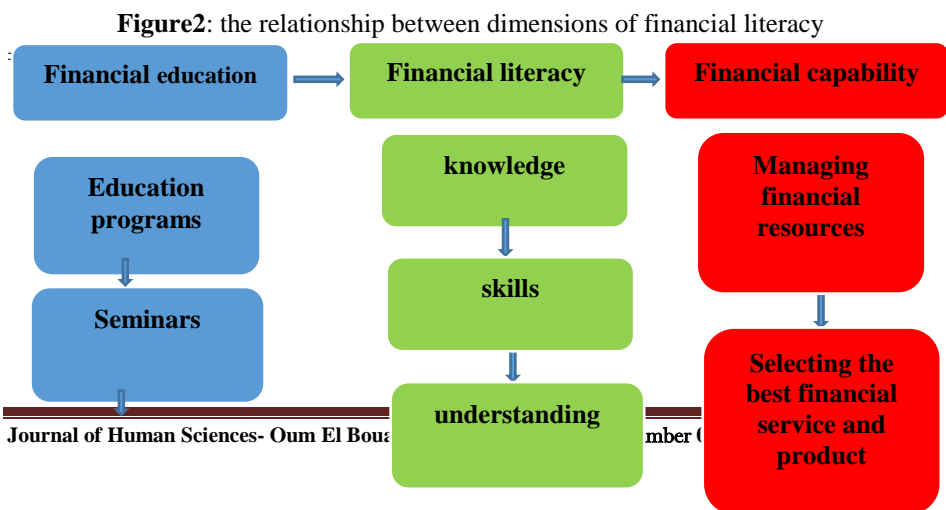 Figure2: the relationship between dimensions of financial literacy
:
Financial education
Financial literacy
Financial capability
Education
programs
Seminars
knowledge
skills
understanding
Managing
financial
resources
Selecting the
best financial
service and
product
Journal of Human Sciences- Oum El